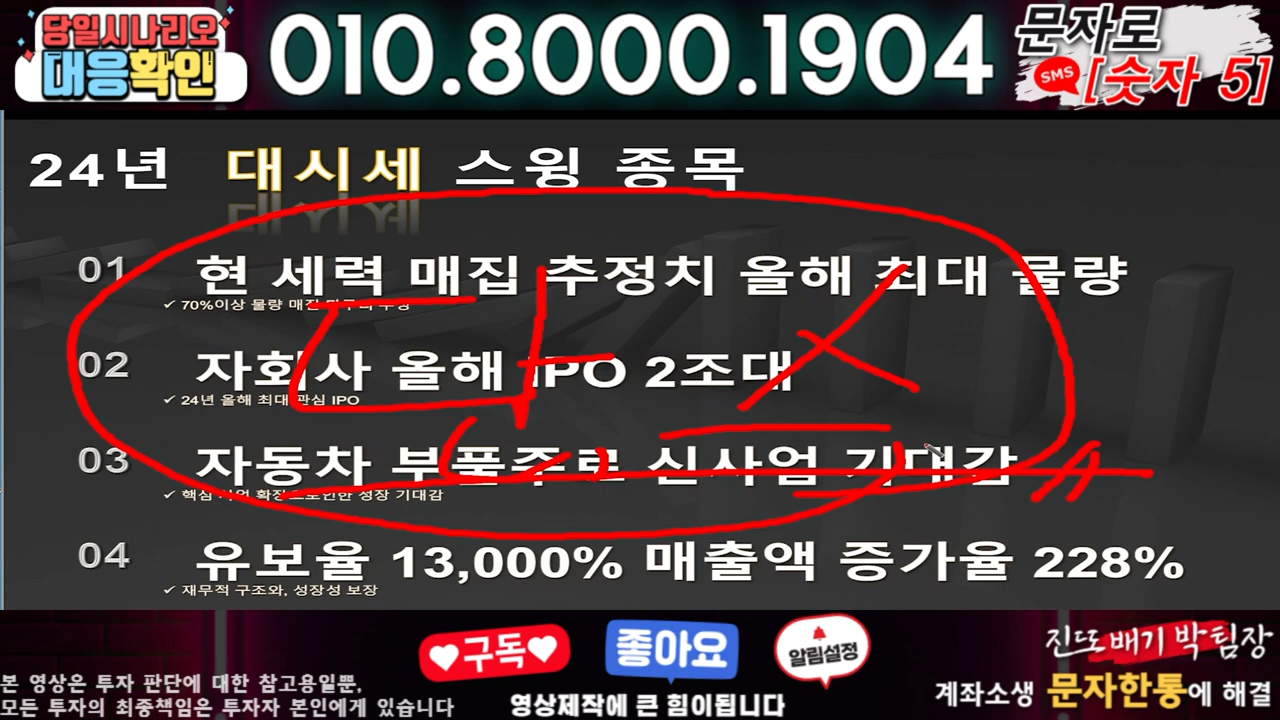 당일시나리오
대응확인
010.8000.1904
문자로
SMS [숫자 5]
24년 대시세 스윙 종목
01 현 세력 매집 추정치 올해 최대 물량
✓ 70%이상 물량 매집
02 자회사 올해 IPO 2조대
✓ 24년 올해 최대 관심 IPO
03 자동차 부품주로 신사업 기대감
✓ 핵심 사업 확장으로인한 성장 기대감
04 유보율 13,000% 매출액 증가율 228%
✓ 재무적 구조와, 성장성 보장
구독
좋아요
알림설정
영상제작에 큰 힘이됩니다
본 영상은 투자 판단에 대한 참고용일뿐,
모든 투자의 최종책임은 투자자 본인에게 있습니다
진또배기 박팀장
계좌소생 문자한통에 해결